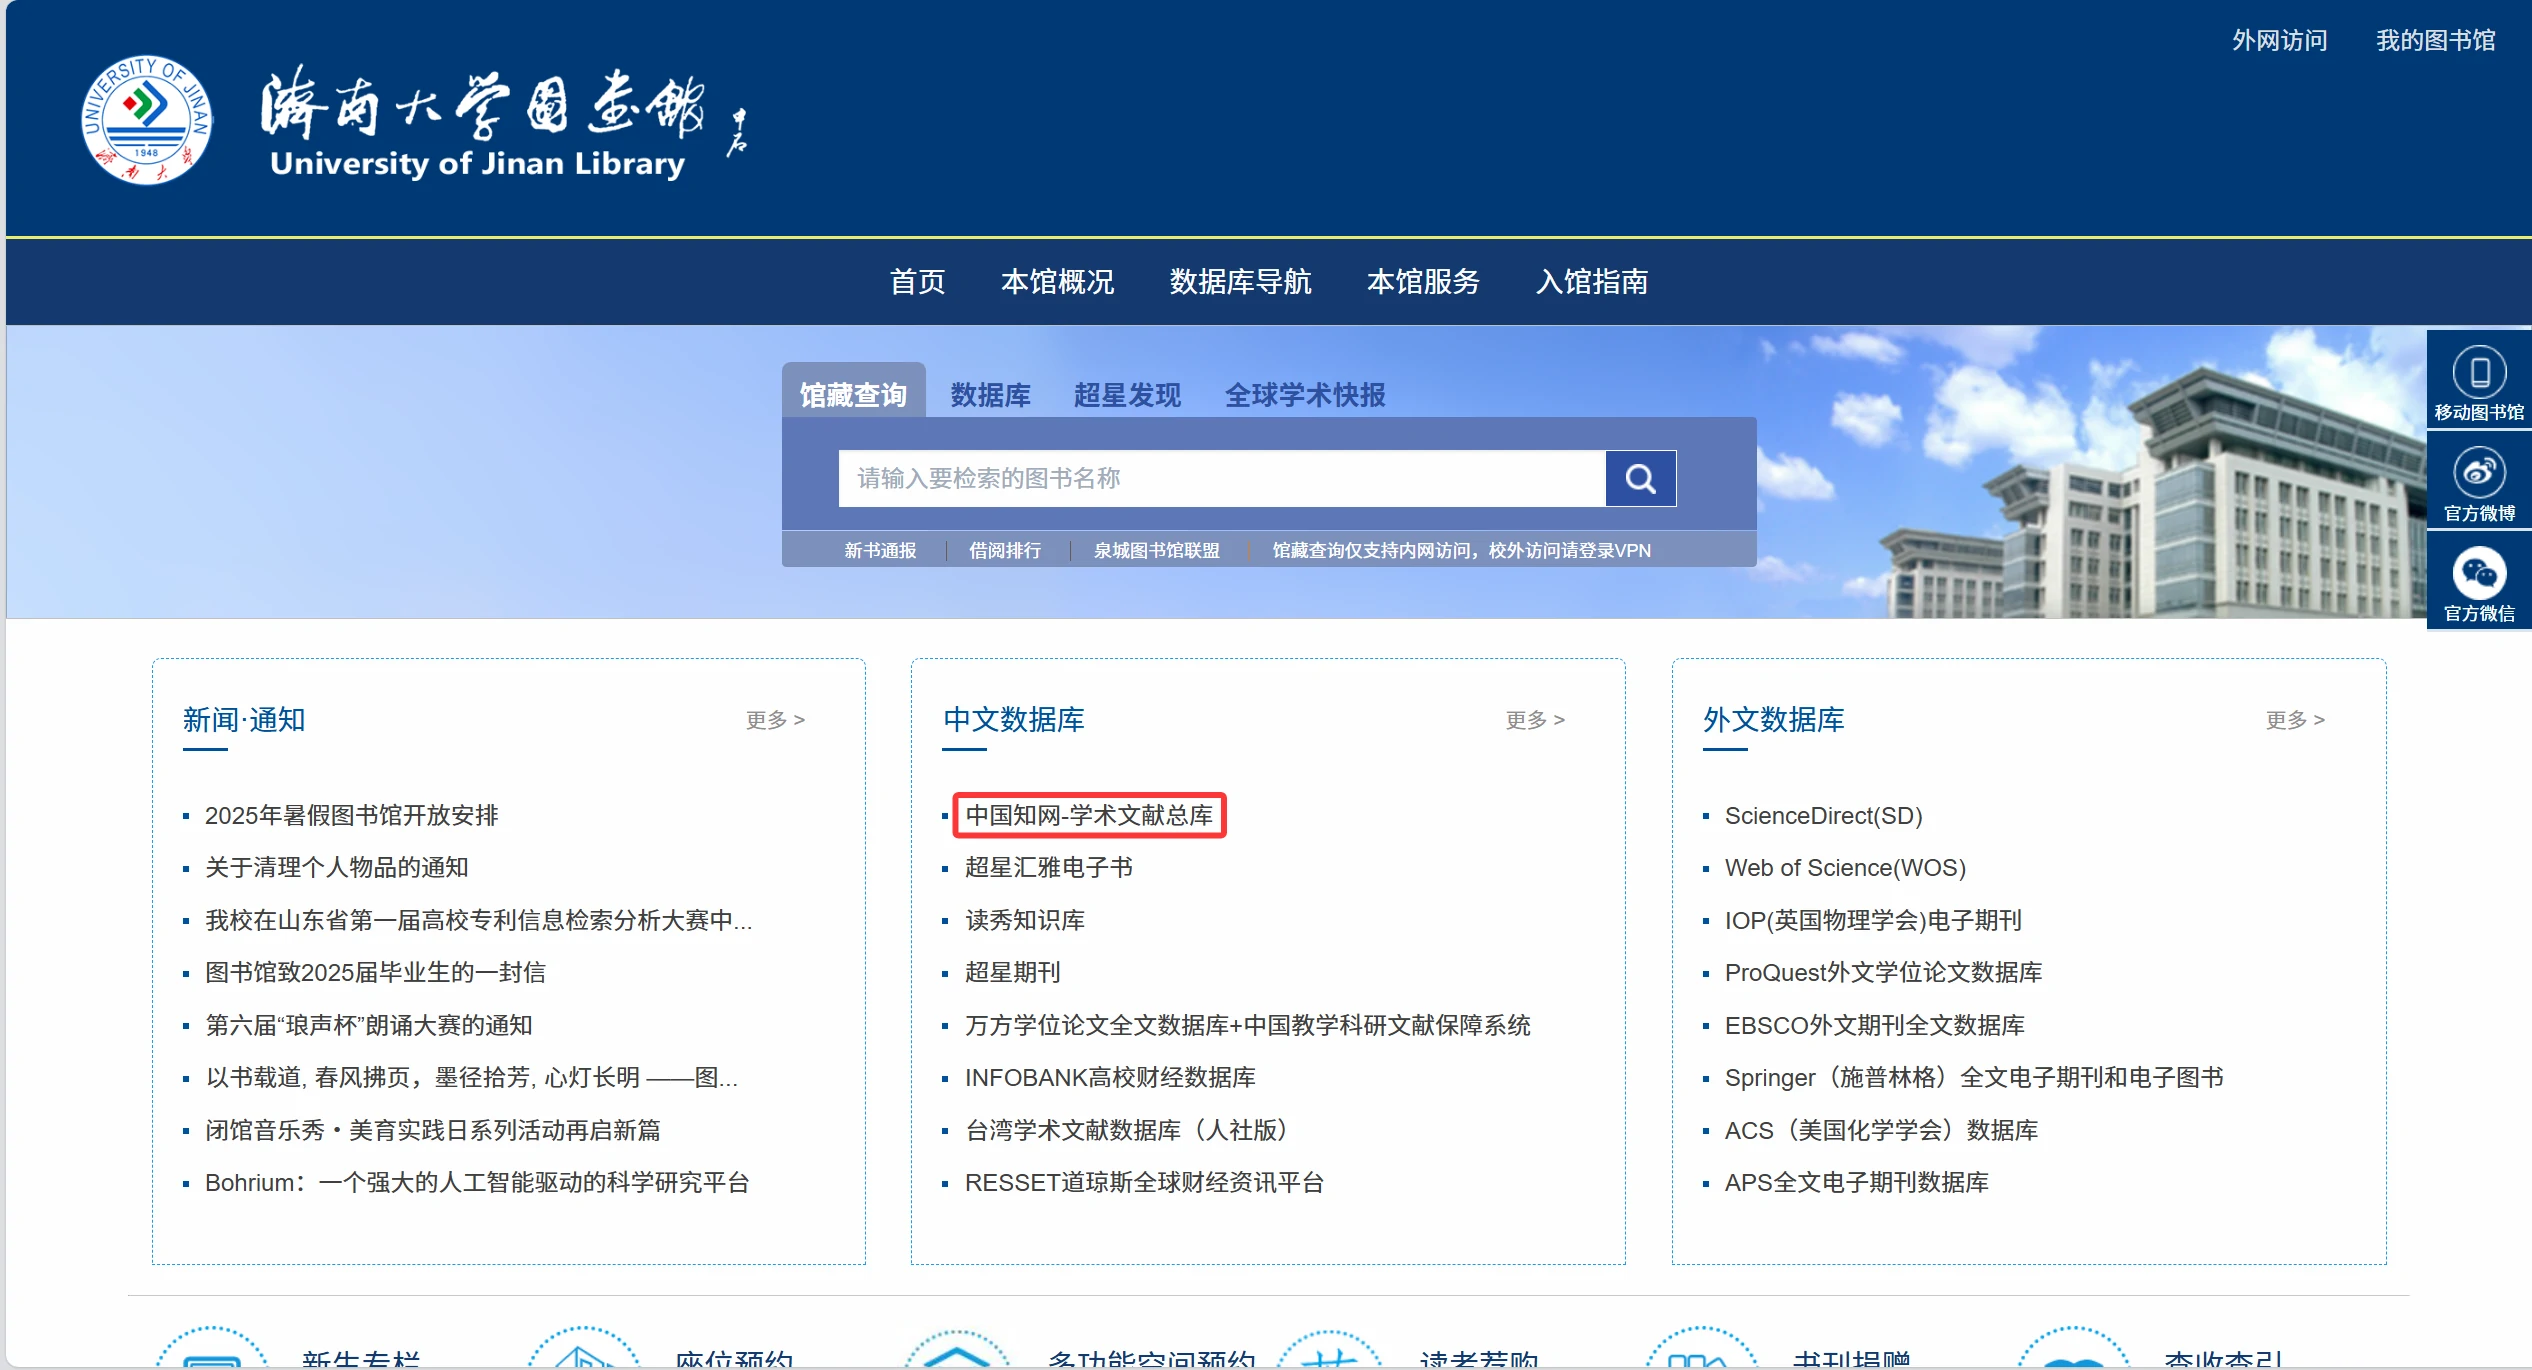 外网访问
我的图书馆
UNIVERSITY OF JINAN
1948
濟南大学
濟南大学图书館
University of Jinan Library
首页
本馆概况
数据库导航
本馆服务
入馆指南
馆藏查询
数据库
超星发现
全球学术快报
请输入要检索的图书名称
新书通报
借阅排行
泉城图书馆联盟
馆藏查询仅支持内网访问，校外访问请登录VPN
移动图书馆
官方微博
官方微信
新闻·通知
更多 >
2025年暑假图书馆开放安排
关于清理个人物品的通知
我校在山东省第一届高校专利信息检索分析大赛中...
图书馆致2025届毕业生的一封信
第六届“琅声杯”朗诵大赛的通知
以书载道, 春风拂页，墨径拾芳, 心灯长明 ——图...
闭馆音乐秀・美育实践日系列活动再启新篇
Bohrium：一个强大的人工智能驱动的科学研究平台
中文数据库
更多 >
中国知网-学术文献总库
超星汇雅电子书
读秀知识库
超星期刊
万方学位论文全文数据库+中国教学科研文献保障系统
INFOBANK高校财经数据库
台湾学术文献数据库（人社版）
RESSET道琼斯全球财经资讯平台
外文数据库
更多 >
ScienceDirect(SD)
Web of Science(WOS)
IOP(英国物理学会)电子期刊
ProQuest外文学位论文数据库
EBSCO外文期刊全文数据库
Springer（施普林格）全文电子期刊和电子图书
ACS（美国化学学会）数据库
APS全文电子期刊数据库
新生专栏
座位预约
多功能空间预约
读者荐购
书刊捐赠
查收查引